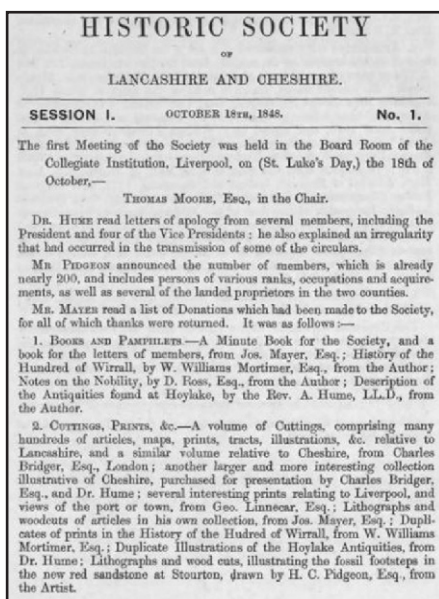 HISTORIC SOCIETY
OF
LANCASHIRE AND CHESHIRE.
SESSION I. OCTOBER 18TH, 1848. No. 1.
The first Meeting of the Society was held in the Board Room of the
Collegiate Institution, Liverpool, on (St. Luke's Day,) the 18th of
October,—
THOMAS MOORE, ESQ., in the Chair.
DR. HUME read letters of apology from several members, including the
President and four of the Vice Presidents; he also explained an irregularity
that had occurred in the transmission of some of the circulars.
MR PIDGEON announced the number of members, which is already
nearly 200, and includes persons of various ranks, occupations and acquire-
ments, as well as several of the landed proprietors in the two counties.
MR. MAYER read a list of Donations which had been made to the Society,
for all of which thanks were returned. It was as follows:—
1. BOOKS AND PAMPHLETS.—A Minute Book for the Society, and a
book for the letters of members, from Jos. Mayer, Esq.; History of the
Hundred of Wirrall, by W. Williams Mortimer, Esq., from the Author;
Notes on the Nobility, by D. Ross, Esq., from the Author; Description of
the Antiquities found at Hoylake, by the Rev. A. Hume, LL.D., from
the Author.
2. CUTTINGS, PRINTS, &c.—A volume of Cuttings, comprising many
hundreds of articles, maps, prints, tracts, illustrations, &c. relative to
Lancashire, and a similar volume relative to Cheshire, from Charles
Bridger, Esq., London; another larger and more interesting collection
illustrative of Cheshire, purchased for presentation by Charles Bridger,
Esq., and Dr. Hume; several interesting prints relating to Liverpool, and
views of the port or town, from Geo. Linnecar, Esq.; Lithographs and
woodcuts of articles in his own collection, from Jos. Mayer, Esq.; Dupli-
cates of prints in the History of the Hudred of Wirrall, from W. Williams
Mortimer, Esq.; Duplicate Illustrations of the Hoylake Antiquities, from
Dr. Hume; Lithographs and wood cuts, illustrating the fossil footsteps in
the new red sandstone at Stourton, drawn by H. C. Pidgeon, Esq., from
the Artist.